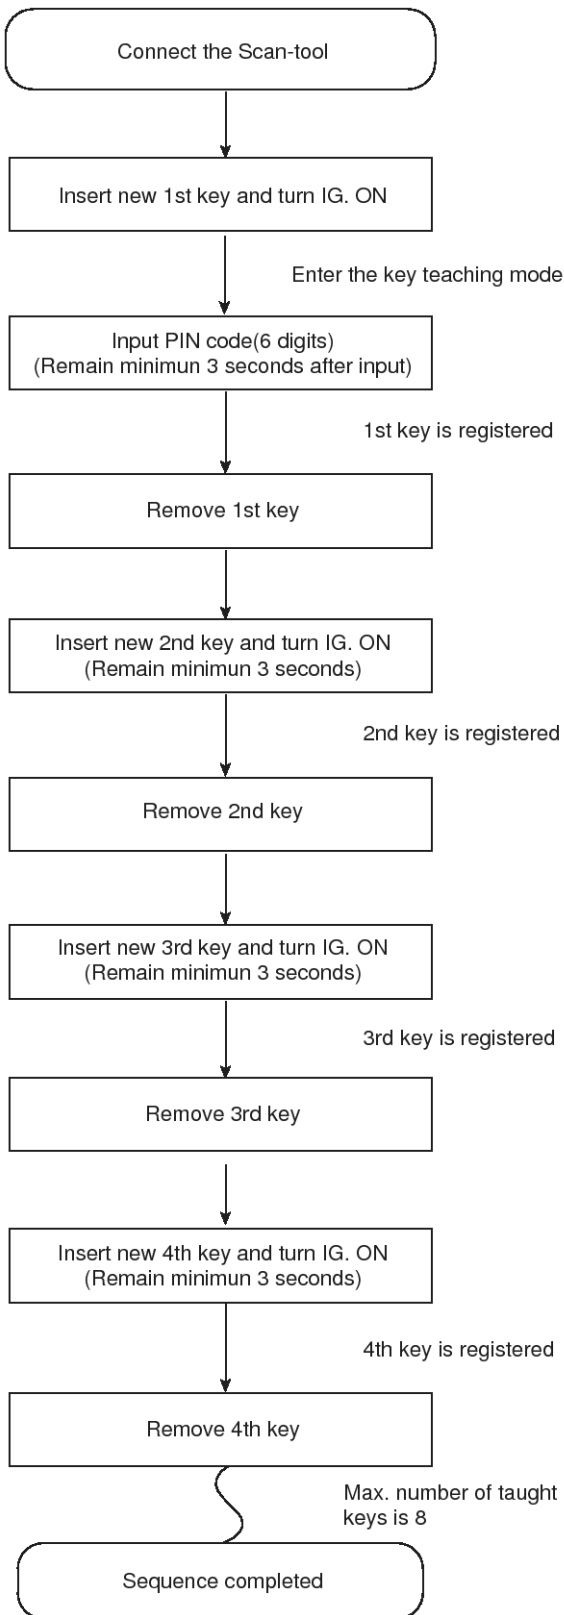 Connect the Scan-tool
Insert new 1st key and turn IG. ON
Enter the key teaching mode
Input PIN code(6 digits)
(Remain minimun 3 seconds after input)
1st key is registered
Remove 1st key
Insert new 2nd key and turn IG. ON
(Remain minimun 3 seconds)
2nd key is registered
Remove 2nd key
Insert new 3rd key and turn IG. ON
(Remain minimun 3 seconds)
3rd key is registered
Remove 3rd key
Insert new 4th key and turn IG. ON
(Remain minimun 3 seconds)
4th key is registered
Remove 4th key
Max. number of taught
keys is 8
Sequence completed